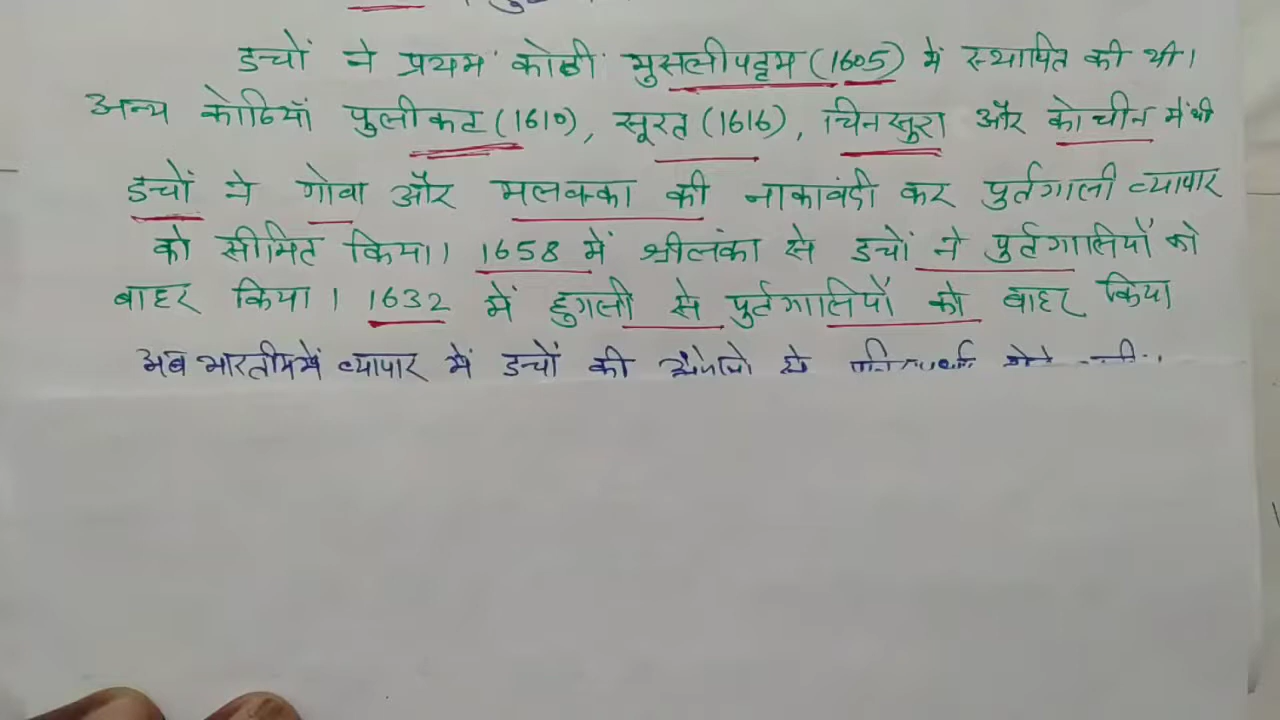 डचों ने प्रथम कोठी मुसलीपट्टम (1605) में स्थापित की थी।
अन्य कोठियाँ पुलीकट (1610), सूरत (1616), चिनसुरा और कोचीन में थी
डचों ने गोवा और मलक्का की नाकाबंदी कर पुर्तगाली व्यापार
को सीमित किया। 1658 में श्रीलंका से डचों ने पुर्तगालियों को
बाहर किया। 1632 में हुगली से पुर्तगालियों को बाहर किया
अब भारतीय में व्यापार में डचों की